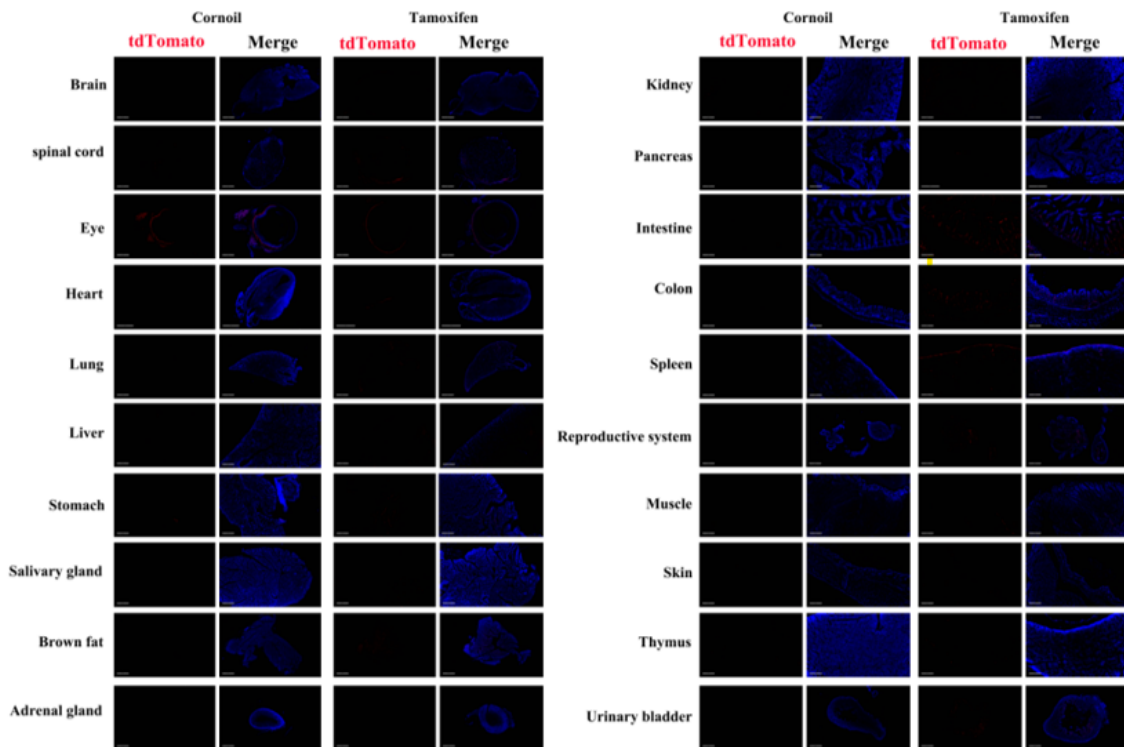 Cornoil Tamoxifen
tdTomato Merge tdTomato Merge
Brain
spinal cord
Eye
Heart
Lung
Liver
Stomach
Salivary gland
Brown fat
Adrenal gland
Cornoil Tamoxifen
tdTomato Merge tdTomato Merge
Kidney
Pancreas
Intestine
Colon
Spleen
Reproductive system
Muscle
Skin
Thymus
Urinary bladder